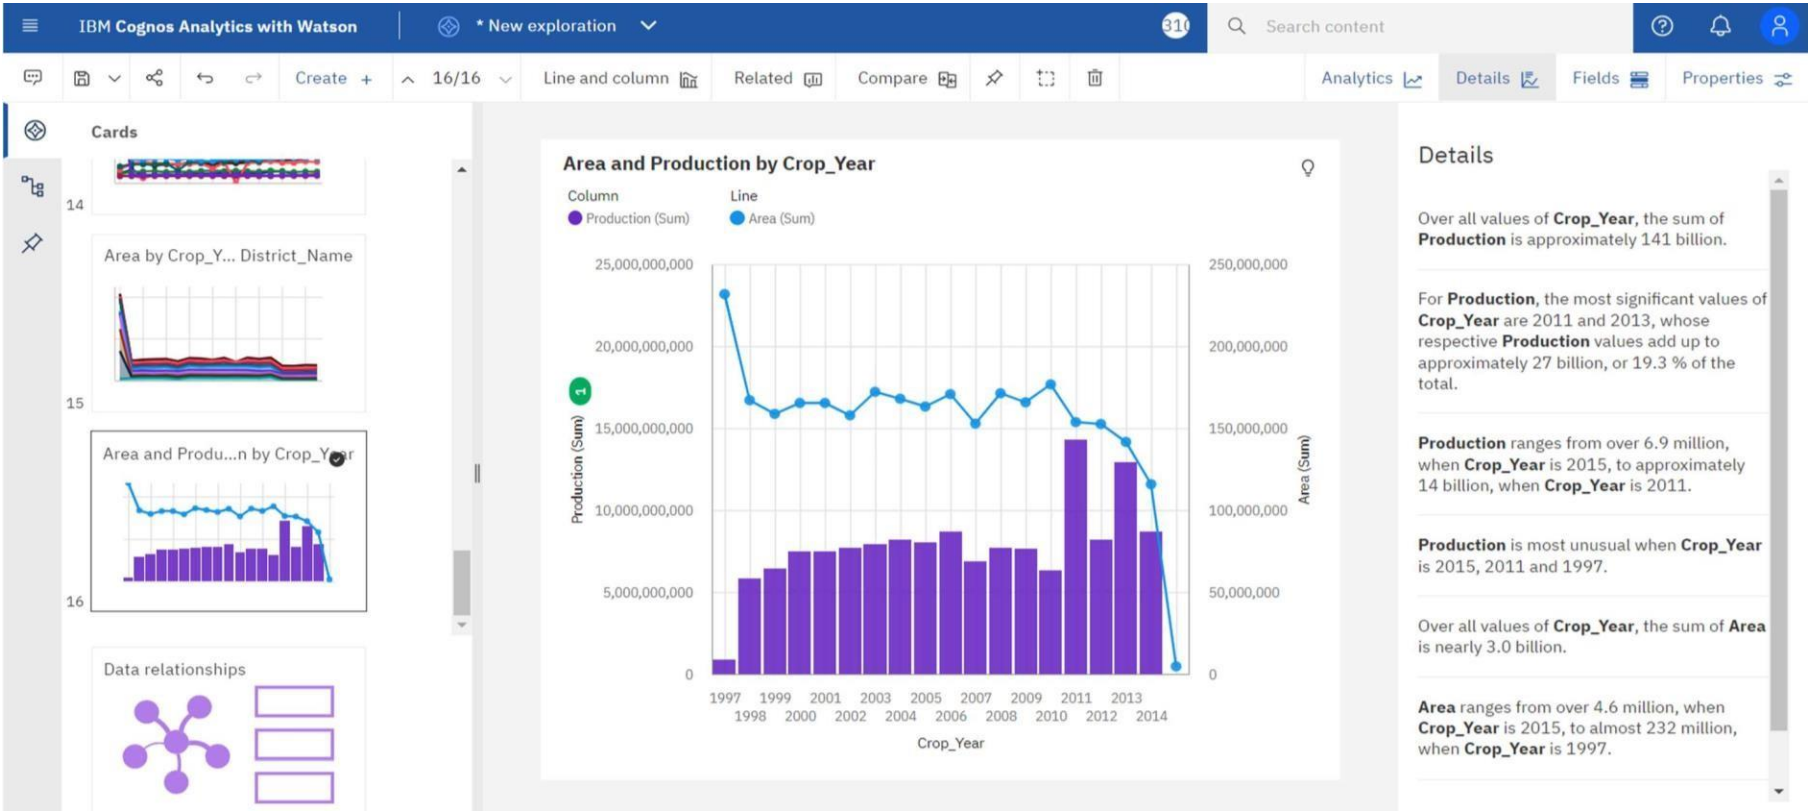 IBM Cognos Analytics with Watson
* New exploration
310
Search content
Create +
16/16
Line and column
Related
Compare
Analytics
Details
Fields
Properties
Cards
14
Area by Crop_Y... District_Name
15
Area and Produ...n by Crop_Year
16
Data relationships
Area and Production by Crop_Year
Column
Line
Production (Sum)
Area (Sum)
25,000,000,000
20,000,000,000
15,000,000,000
10,000,000,000
5,000,000,000
0
Production (Sum)
1
250,000,000
200,000,000
150,000,000
100,000,000
50,000,000
0
Area (Sum)
1997 1999 2001 2003 2005 2007 2009 2011 2013
1998 2000 2002 2004 2006 2008 2010 2012 2014
Crop_Year
Details
Over all values of Crop_Year, the sum of
Production is approximately 141 billion.
For Production, the most significant values of
Crop_Year are 2011 and 2013, whose
respective Production values add up to
approximately 27 billion, or 19.3 % of the
total.
Production ranges from over 6.9 million,
when Crop_Year is 2015, to approximately
14 billion, when Crop_Year is 2011.
Production is most unusual when Crop_Year
is 2015, 2011 and 1997.
Over all values of Crop_Year, the sum of Area
is nearly 3.0 billion.
Area ranges from over 4.6 million, when
Crop_Year is 2015, to almost 232 million,
when Crop_Year is 1997.